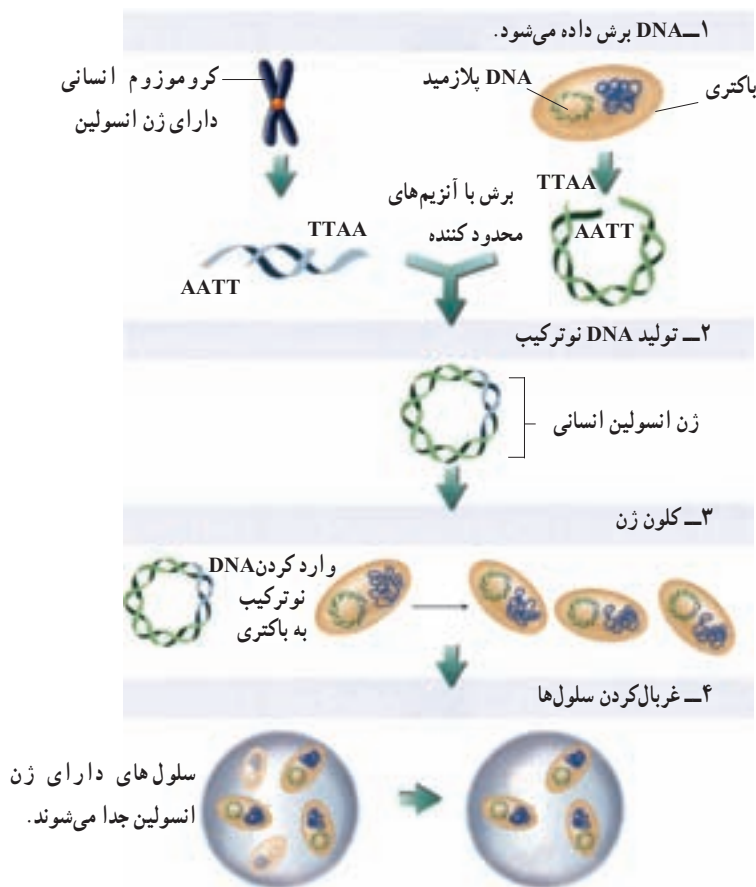 ۱ــ DNA برش داده می‌شود.
کروموزوم انسانی
دارای ژن انسولین
DNA پلازمید
باکتری
TTAA
AATT
برش با آنزیم‌های
محدود کننده
TTAA
AATT
۲ــ تولید DNA نوترکیب
ژن انسولین انسانی
۳ــ کلون ژن
وارد کردن DNA
نوترکیب
به باکتری
۴ــ غربال‌کردن سلول‌ها
سلول‌های دارای ژن
انسولین جدا می‌شوند.